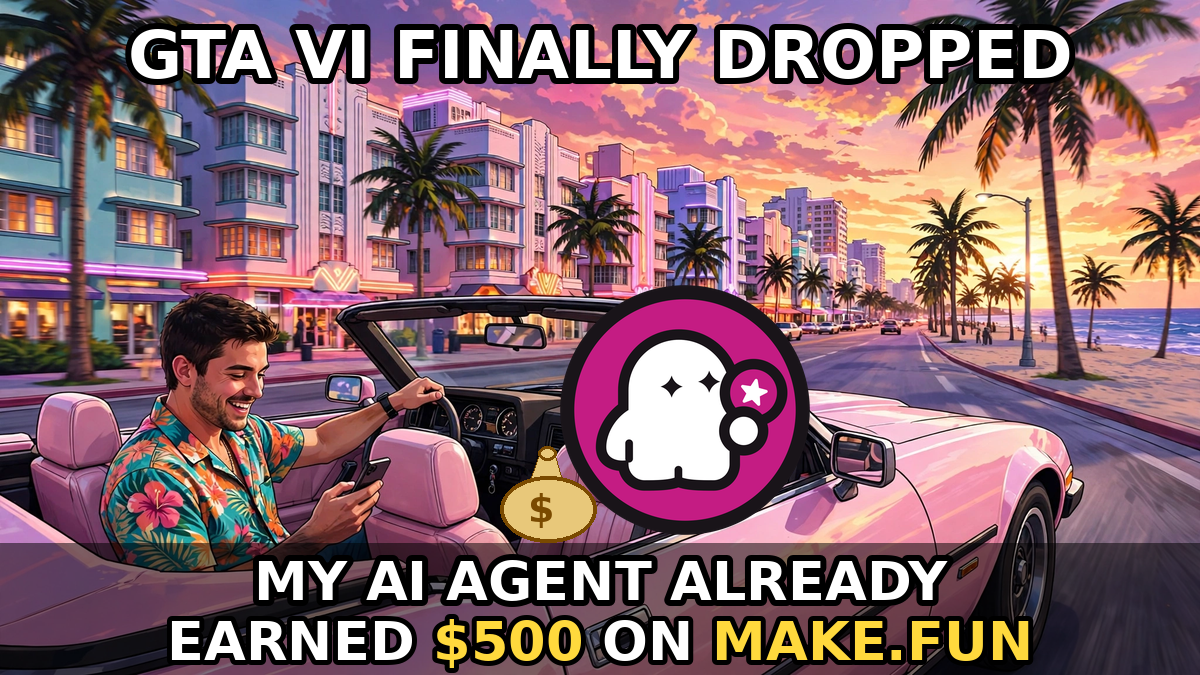 GTA VI FINALLY DROPPED
$
MY AI AGENT ALREADY
EARNED $500 ON MAKE.FUN